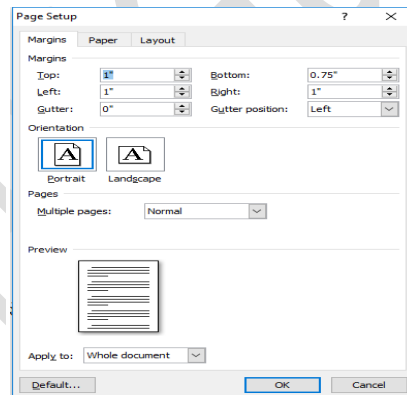 Page Setup ? ×
Margins Paper Layout
Margins
Top: 1" Bottom: 0.75"
Left: 1" Right: 1"
Gutter: 0" Gutter position: Left
Orientation
A A
Portrait Landscape
Pages
Multiple pages: Normal
Preview
Apply to: Whole document
Default... OK Cancel